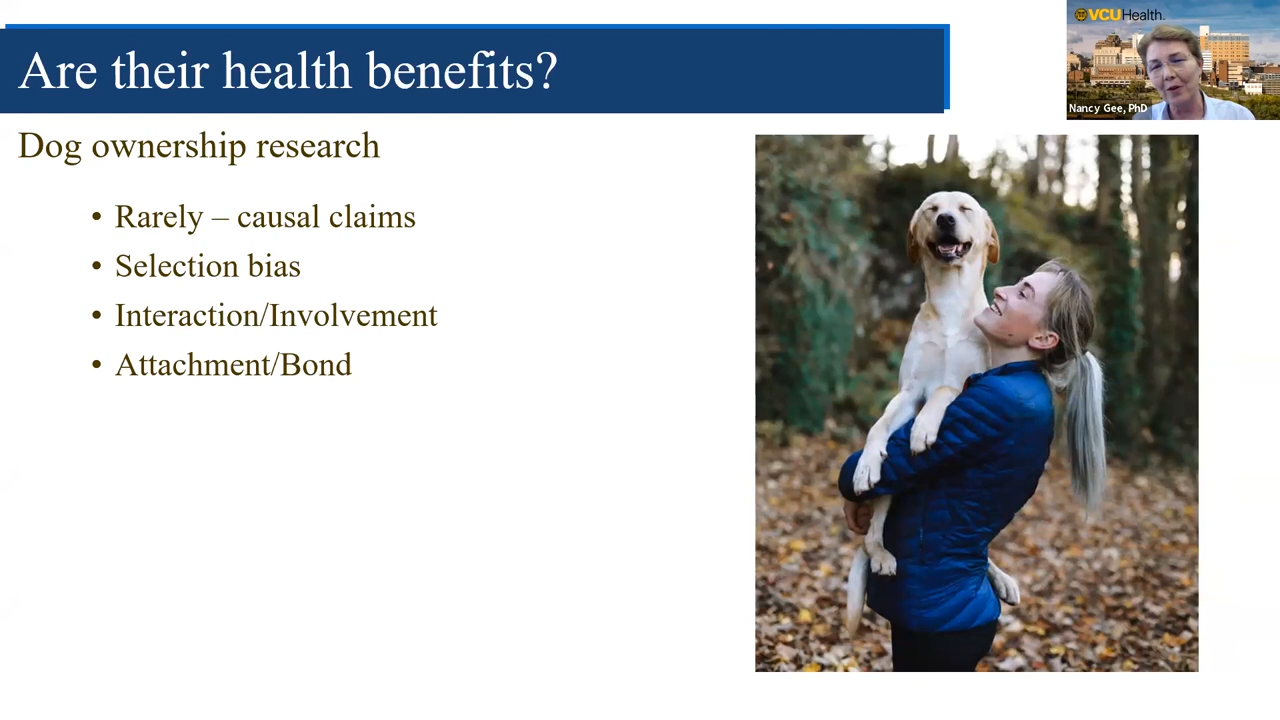 Are their health benefits?
VCUHealth.
Nancy Gee, PhD
Dog ownership research
• Rarely – causal claims
• Selection bias
• Interaction/Involvement
• Attachment/Bond